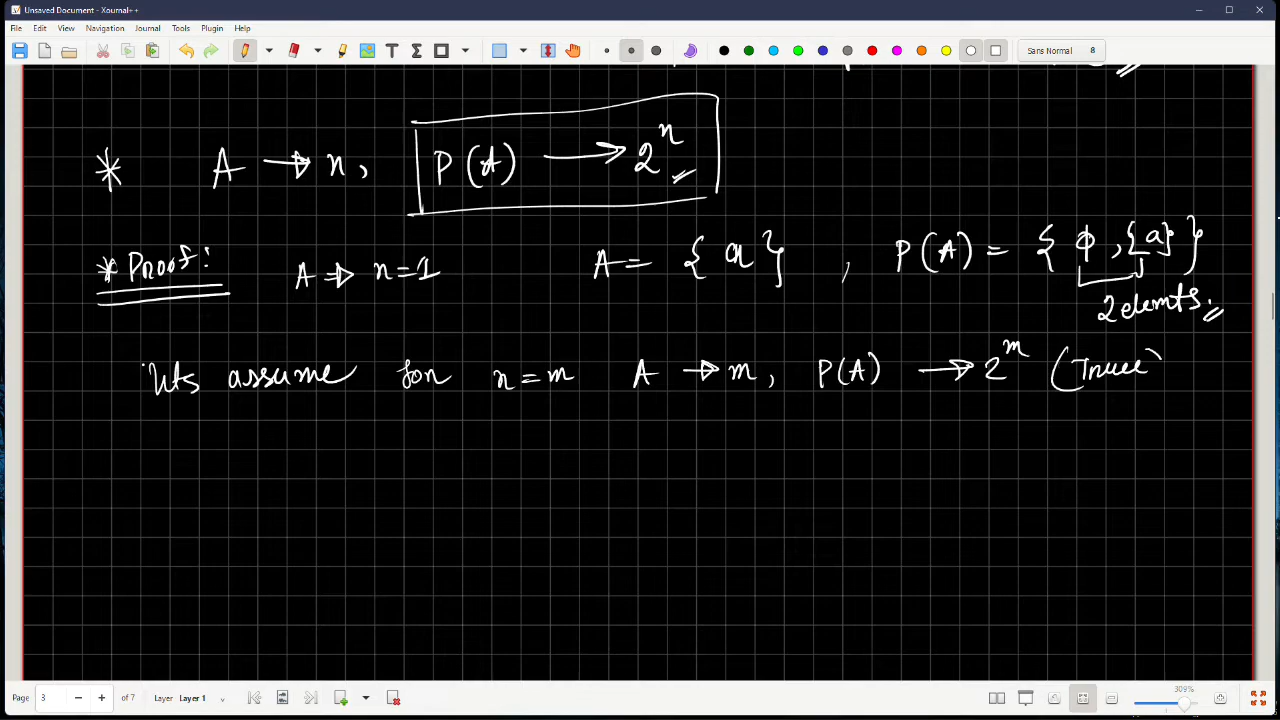 Unsaved Document - Xournal++
File Edit View Navigation Journal Tools Plugin Help
Sans Normal 8
* A → n, P(A) → 2^n
* Proof: A ⇒ n=1 A = {a}, P(A) = {φ, {a}}
2 elemts.
lets assume for n=m A → m, P(A) → 2^m (True)
Page 3 - + of 7 Layer Layer 1 309%